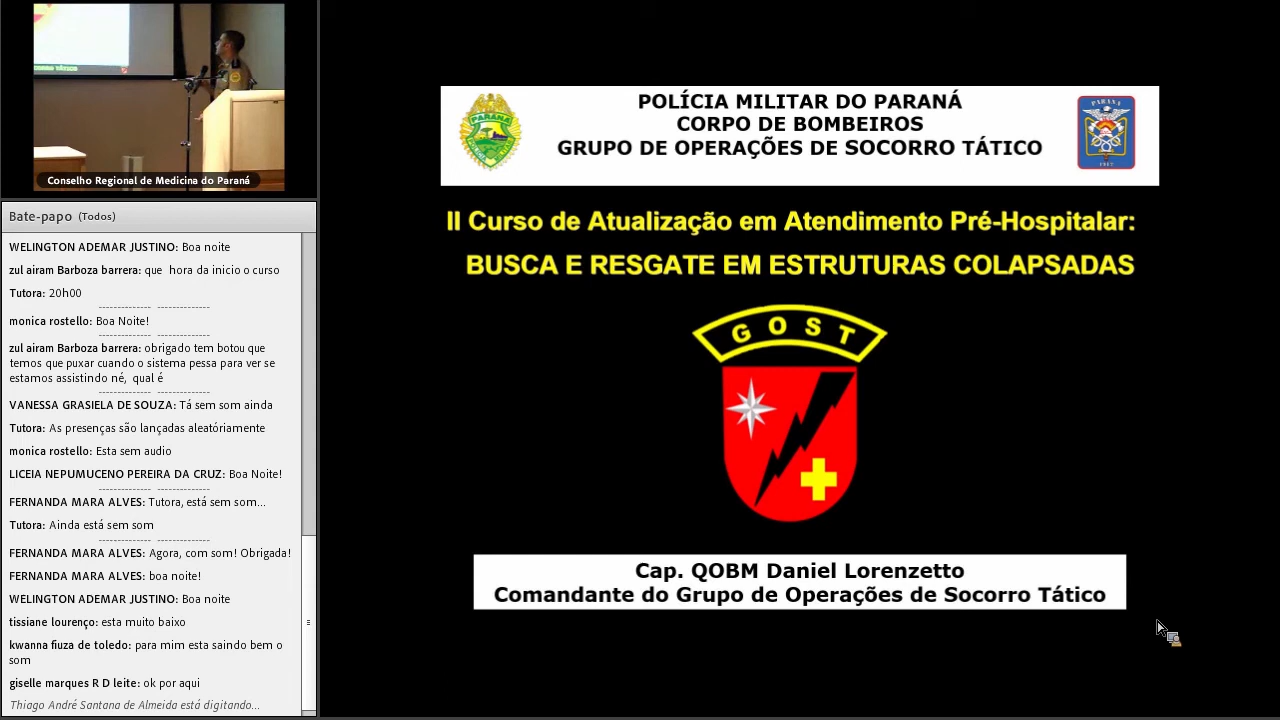 Conselho Regional de Medicina do Paraná
Bate-papo (Todos)
WELINGTON ADEMAR JUSTINO: Boa noite
zul airam Barboza barrera: que hora da inicio o curso
Tutora: 20h00
monica rostello: Boa Noite!
zul airam Barboza barrera: obrigado tem botou que
temos que puxar cuando o sistema pessa para ver se
estamos assistindo né, qual é
VANESSA GRASIELA DE SOUZA: Tá sem som ainda
Tutora: As presenças são lançadas aleatóriamente
monica rostello: Esta sem audio
LICEIA NEPUMUCENO PEREIRA DA CRUZ: Boa Noite!
FERNANDA MARA ALVES: Tutora, está sem som...
Tutora: Ainda está sem som
FERNANDA MARA ALVES: Agora, com som! Obrigada!
FERNANDA MARA ALVES: boa noite!
WELINGTON ADEMAR JUSTINO: Boa noite
tissiane lourenço: esta muito baixo
kwanna fiuza de toledo: para mim esta saindo bem o
som
giselle marques R D leite: ok por aqui
Thiago André Santana de Almeida está digitando...
POLÍCIA MILITAR DO PARANÁ
CORPO DE BOMBEIROS
GRUPO DE OPERAÇÕES DE SOCORRO TÁTICO
PARANÁ
PARANÁ
1912
II Curso de Atualização em Atendimento Pré-Hospitalar:
BUSCA E RESGATE EM ESTRUTURAS COLAPSADAS
GOST
Cap. QOBM Daniel Lorenzetto
Comandante do Grupo de Operações de Socorro Tático